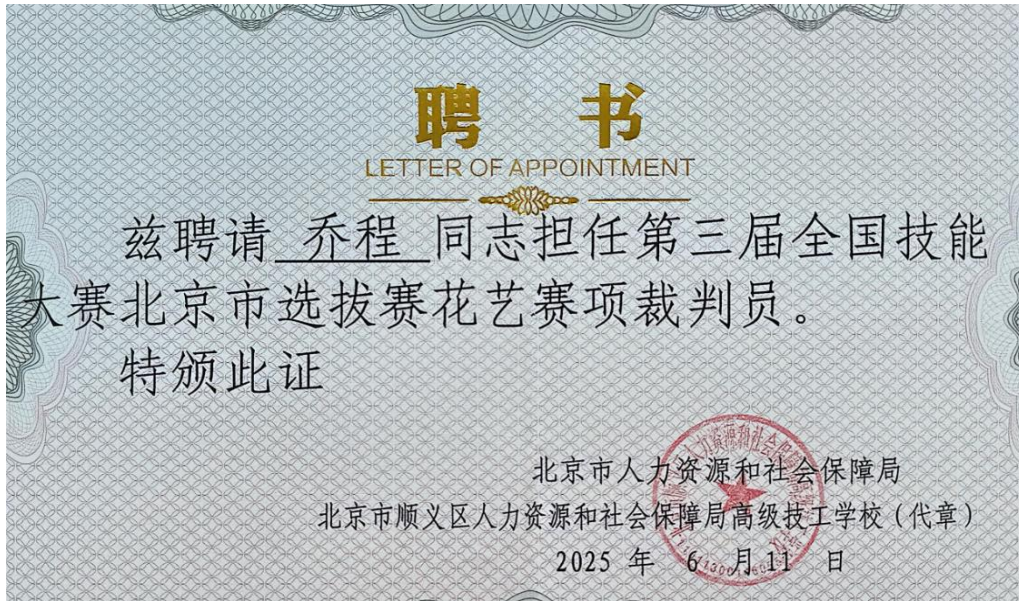 聘 书
LETTER OF APPOINTMENT
兹聘请 乔程 同志担任第三届全国技能
大赛北京市选拔赛花艺赛项裁判员。
特颁此证
北京市人力资源和社会保障局
北京市顺义区人力资源和社会保障局高级技工学校（代章）
2025 年 6 月 11 日